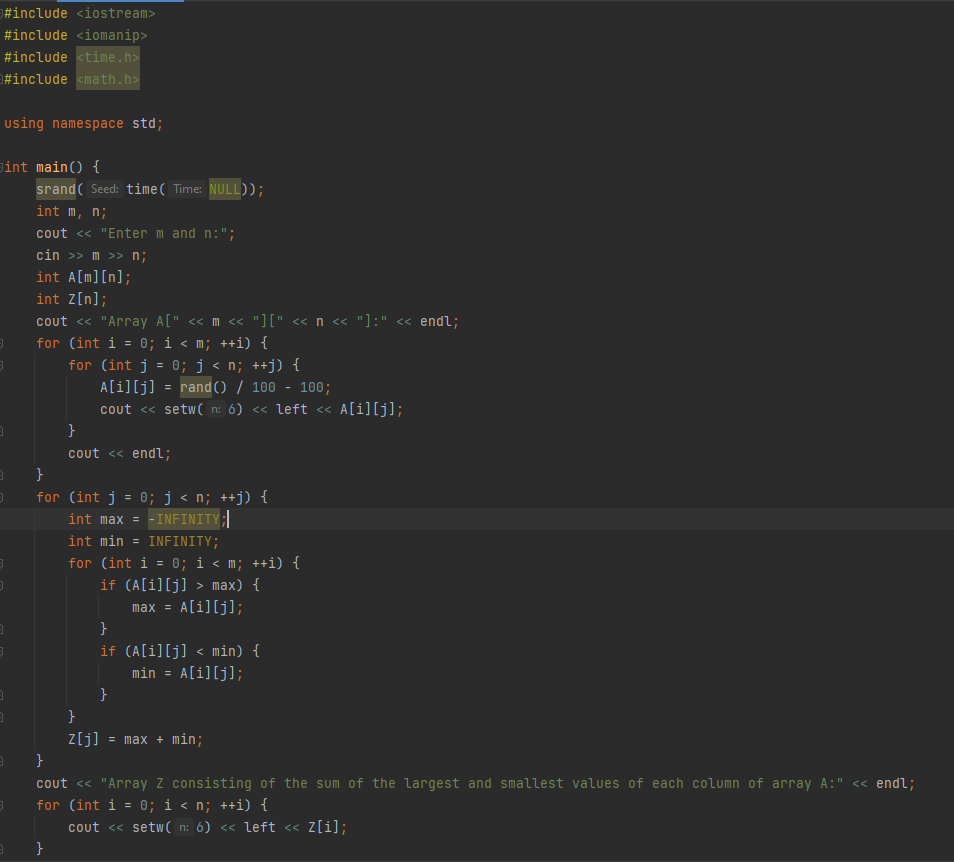 #include <iostream>
#include <iomanip>
#include <time.h>
#include <math.h>
using namespace std;
int main() {
srand( Seed: time( Time: NULL));
int m, n;
cout << "Enter m and n:";
cin >> m >> n;
int A[m][n];
int Z[n];
cout << "Array A[" << m << "][" << n << "]:" << endl;
for (int i = 0; i < m; ++i) {
for (int j = 0; j < n; ++j) {
A[i][j] = rand() / 100 - 100;
cout << setw( n: 6) << left << A[i][j];
}
cout << endl;
}
for (int j = 0; j < n; ++j) {
int max = -INFINITY;
int min = INFINITY;
for (int i = 0; i < m; ++i) {
if (A[i][j] > max) {
max = A[i][j];
}
if (A[i][j] < min) {
min = A[i][j];
}
}
Z[j] = max + min;
}
cout << "Array Z consisting of the sum of the largest and smallest values of each column of array A:" << endl;
for (int i = 0; i < n; ++i) {
cout << setw( n: 6) << left << Z[i];
}